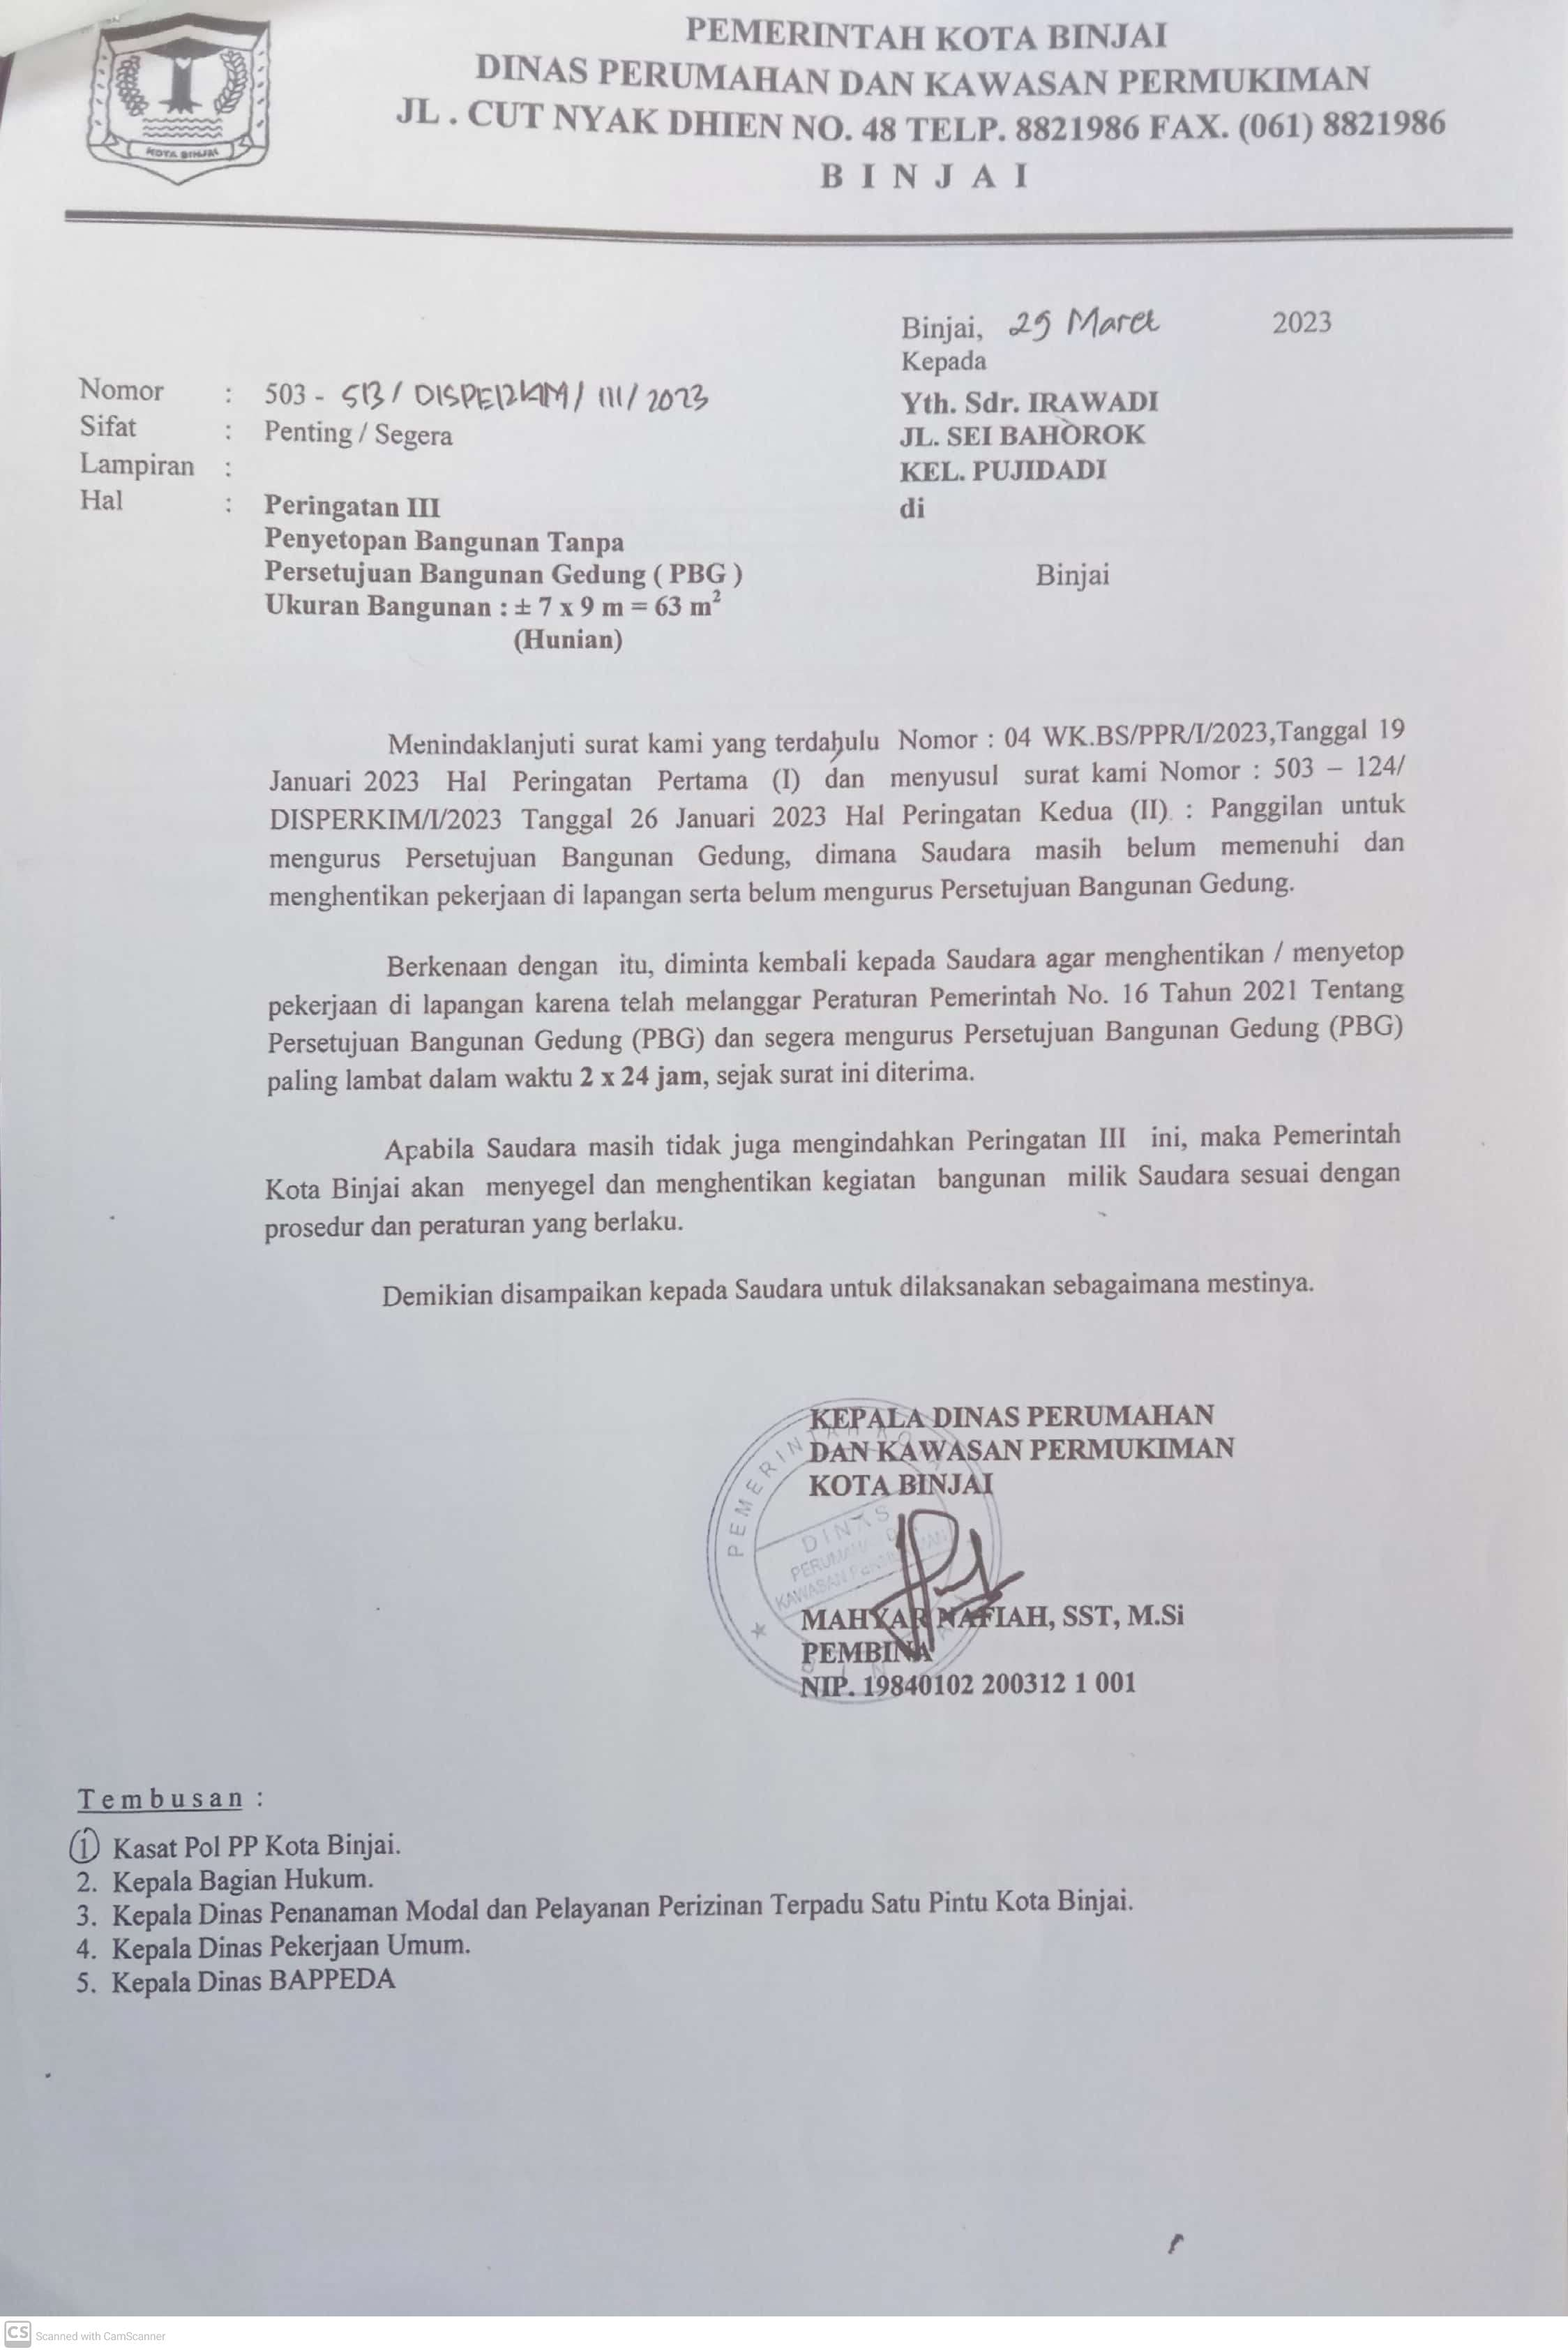 PEMERINTAH KOTA BINJAI
DINAS PERUMAHAN DAN KAWASAN PERMUKIMAN
JL . CUT NYAK DHIEN NO. 48 TELP. 8821986 FAX. (061) 8821986
B I N J A I
KOTA BINJAI
Binjai, 29 Maret 2023
Kepada
Nomor : 503 - 513 / DISPERKIM / III / 2023
Yth. Sdr. IRAWADI
Sifat : Penting / Segera
JL. SEI BAHOROK
Lampiran :
KEL. PUJIDADI
Hal : Peringatan III
di
Penyetopan Bangunan Tanpa
Persetujuan Bangunan Gedung ( PBG )
Binjai
Ukuran Bangunan : ± 7 x 9 m = 63 m²
(Hunian)
Menindaklanjuti surat kami yang terdahulu Nomor : 04 WK.BS/PPR/I/2023,Tanggal 19
Januari 2023 Hal Peringatan Pertama (I) dan menyusul surat kami Nomor : 503 – 124/
DISPERKIM/I/2023 Tanggal 26 Januari 2023 Hal Peringatan Kedua (II) : Panggilan untuk
mengurus Persetujuan Bangunan Gedung, dimana Saudara masih belum memenuhi dan
menghentikan pekerjaan di lapangan serta belum mengurus Persetujuan Bangunan Gedung.
Berkenaan dengan itu, diminta kembali kepada Saudara agar menghentikan / menyetop
pekerjaan di lapangan karena telah melanggar Peraturan Pemerintah No. 16 Tahun 2021 Tentang
Persetujuan Bangunan Gedung (PBG) dan segera mengurus Persetujuan Bangunan Gedung (PBG)
paling lambat dalam waktu 2 x 24 jam, sejak surat ini diterima.
Apabila Saudara masih tidak juga mengindahkan Peringatan III ini, maka Pemerintah
Kota Binjai akan menyegel dan menghentikan kegiatan bangunan milik Saudara sesuai dengan
prosedur dan peraturan yang berlaku.
Demikian disampaikan kepada Saudara untuk dilaksanakan sebagaimana mestinya.
KEPALA DINAS PERUMAHAN
DAN KAWASAN PERMUKIMAN
KOTA BINJAI
PEMERINTAH KOTA
DINAS
KAWASAN
MAHYAR NAFIAH, SST, M.Si
PEMBINA
NIP. 19840102 200312 1 001
Tembusan :
1 Kasat Pol PP Kota Binjai.
2. Kepala Bagian Hukum.
3. Kepala Dinas Penanaman Modal dan Pelayanan Perizinan Terpadu Satu Pintu Kota Binjai.
4. Kepala Dinas Pekerjaan Umum.
5. Kepala Dinas BAPPEDA
CS Scanned with CamScanner